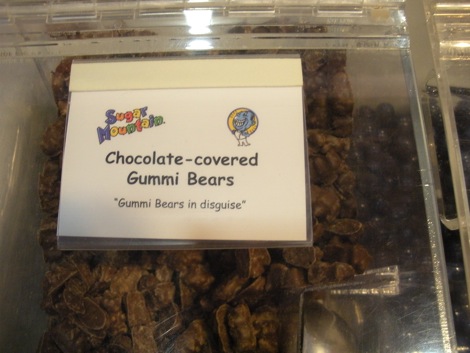 Sugar
Mountain
Chocolate-covered
Gummi Bears
"Gummi Bears in disguise"